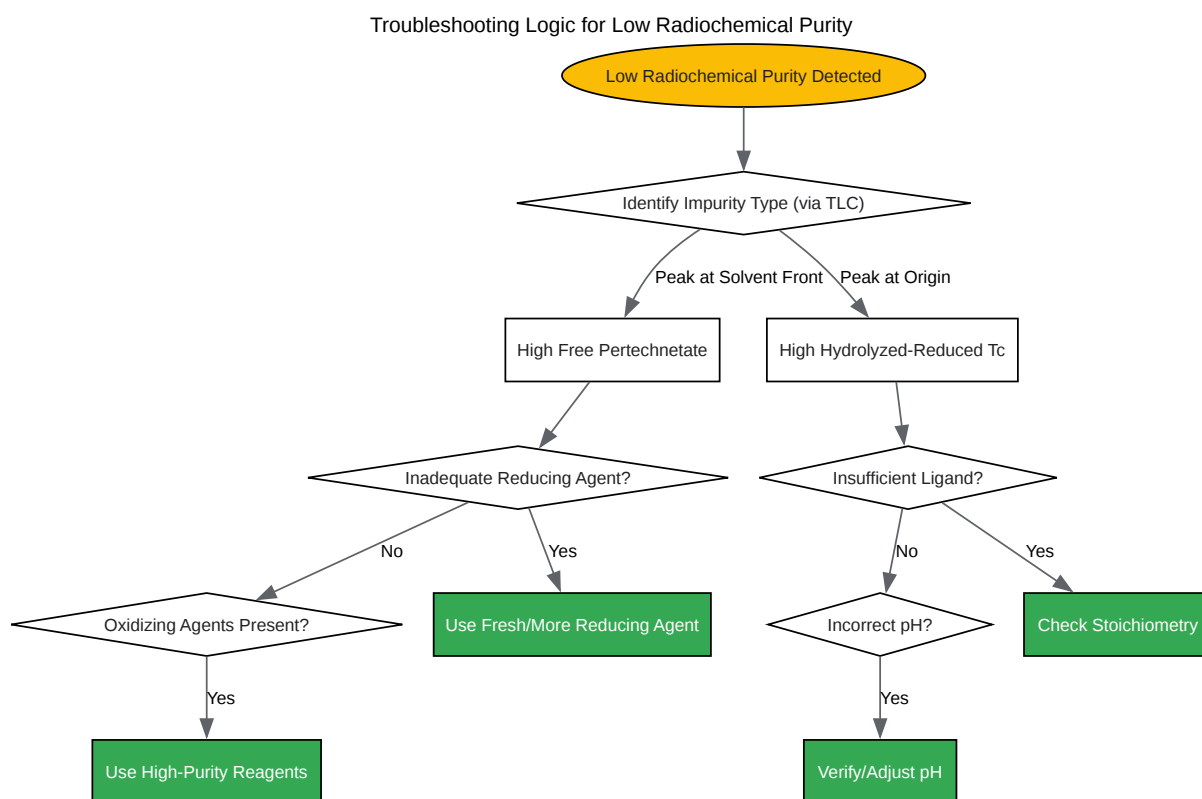 Troubleshooting Logic for Low Radiochemical Purity
Low Radiochemical Purity Detected
Identify Impurity Type (via TLC)
Peak at Solvent Front
Peak at Origin
High Free Pertechnetate
High Hydrolyzed-Reduced Tc
Inadequate Reducing Agent?
Insufficient Ligand?
No
Yes
No
Yes
Oxidizing Agents Present?
Use Fresh/More Reducing Agent
Incorrect pH?
Check Stoichiometry
Yes
Yes
Use High-Purity Reagents
Verify/Adjust pH